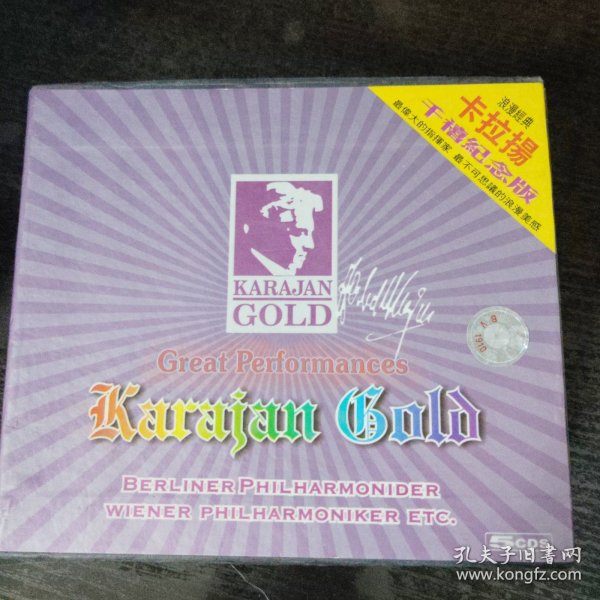 浪漫經典
卡拉揚
千禧紀念版
最偉大的指揮家 最不可思議的浪漫美感
KARAJAN
GOLD
Great Performances
Karajan Gold
BERLINER PHILHARMONIDER
WIENER PHILHARMONIKER ETC.
5CDS
孔夫子旧書网
www.kongfz.com